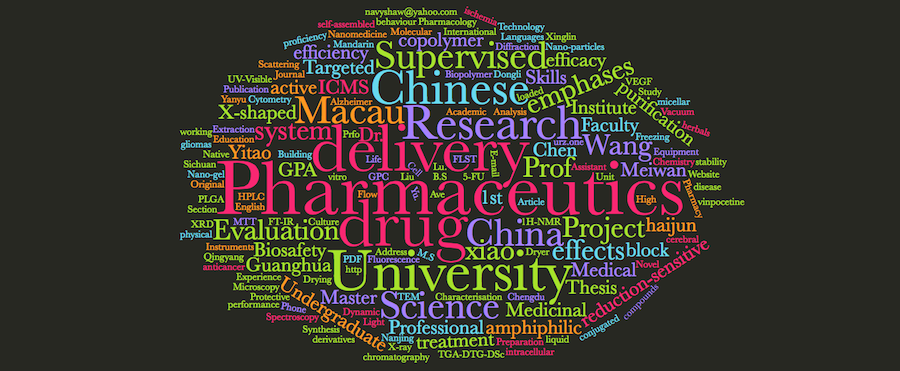 navyshaw@yahoo.com
ischemia
self-assembled behaviour Pharmacology Technology
Nanomedicine Molecular International Languages Xinglin
proficiency Mandarin copolymer Diffraction Nano-particles
efficiency Supervised efficacy
Scattering Targeted Biopolymer Dongli Skills emphases VEGF
UV-Visible Journal Chinese loaded Study
Publication active ICMS purification micellar
Yanyu Cytometry Alzheimer Academic Analysis Institute Vacuum
X-shaped Macau Research Faculty herbals
working Extraction system Prfo Dr. urz.one Freezing
gliomas Education delivery Wang Equipment
Native Yitao Building Life Cell FLST E-mail Chen Chemistry stability
Sichuan GPA GPC Lu. Prof Assistant Meiwan Website
Nano-gel vitro Liu Yu. B.S 5-FU Unit disease
Original Pharmaceutics Pharmacy
PLGA HPLC Flow Ave 1st Article High vinpocetine
Section English
XRD MTT FT-IR Culture drug 1H-NMR Project haijun
physical Evaluation China cerebral
Instruments Biosafety Address M.S xiao Dryer effects block Novel
Qingyang PDF Fluorescence reduction-sensitive
anticancer Guanghua http University Medical
Experience Drying Thesis compounds
Microscopy Undergraduate Master TEM Characterisation Chengdu
Protective Science Medicinal
performance Phone Dynamic conjugated
Spectroscopy Light Professional amphiphilic
Synthesis Nanjing treatment Preparation liquid
derivatives X-ray intracellular
chromatography TGA-DTG-DSc